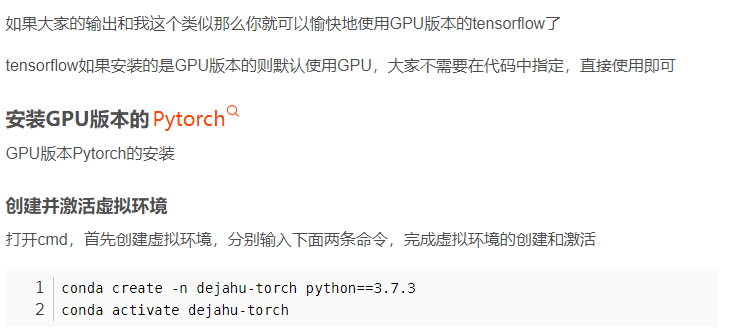 如果大家的输出和我这个类似那么你就可以愉快地使用GPU版本的tensorflow了
tensorflow如果安装的是GPU版本的则默认使用GPU，大家不需要在代码中指定，直接使用即可
安装GPU版本的Pytorch
GPU版本Pytorch的安装
创建并激活虚拟环境
打开cmd，首先创建虚拟环境，分别输入下面两条命令，完成虚拟环境的创建和激活
1 conda create -n dejahu-torch python==3.7.3
2 conda activate dejahu-torch